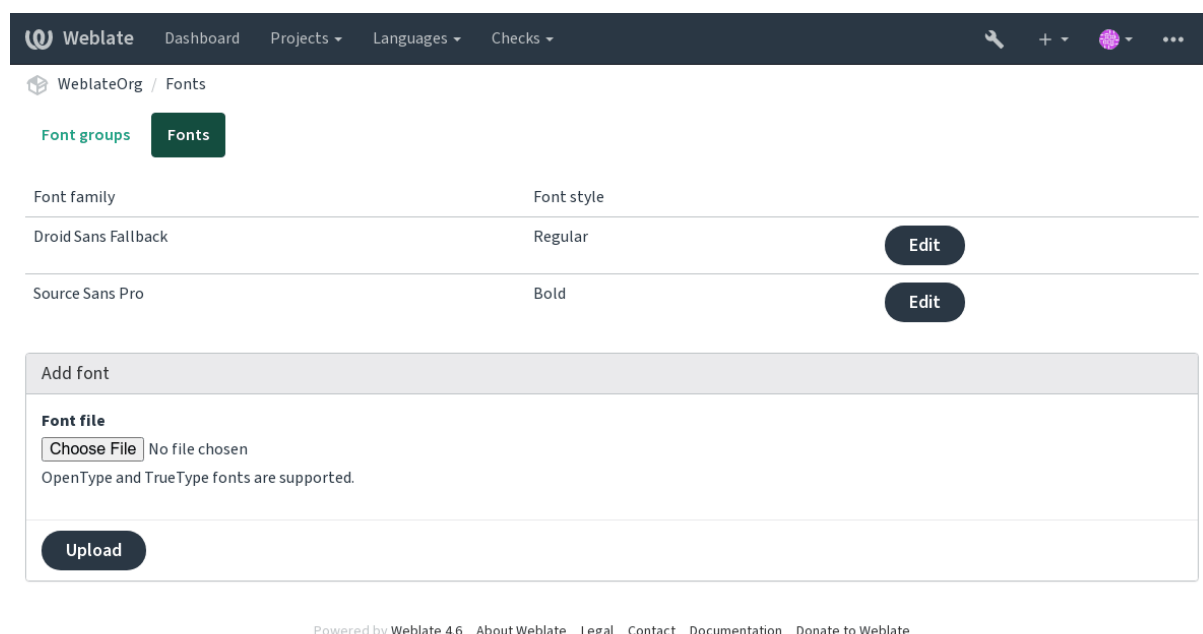 Weblate Dashboard Projects Languages Checks
WeblateOrg / Fonts
Font groups Fonts
Font family Font style
Droid Sans Fallback Regular Edit
Source Sans Pro Bold Edit
Add font
Font file
Choose File No file chosen
OpenType and TrueType fonts are supported.
Upload
Powered by Weblate 4.6 About Weblate Legal Contact Documentation Donate to Weblate